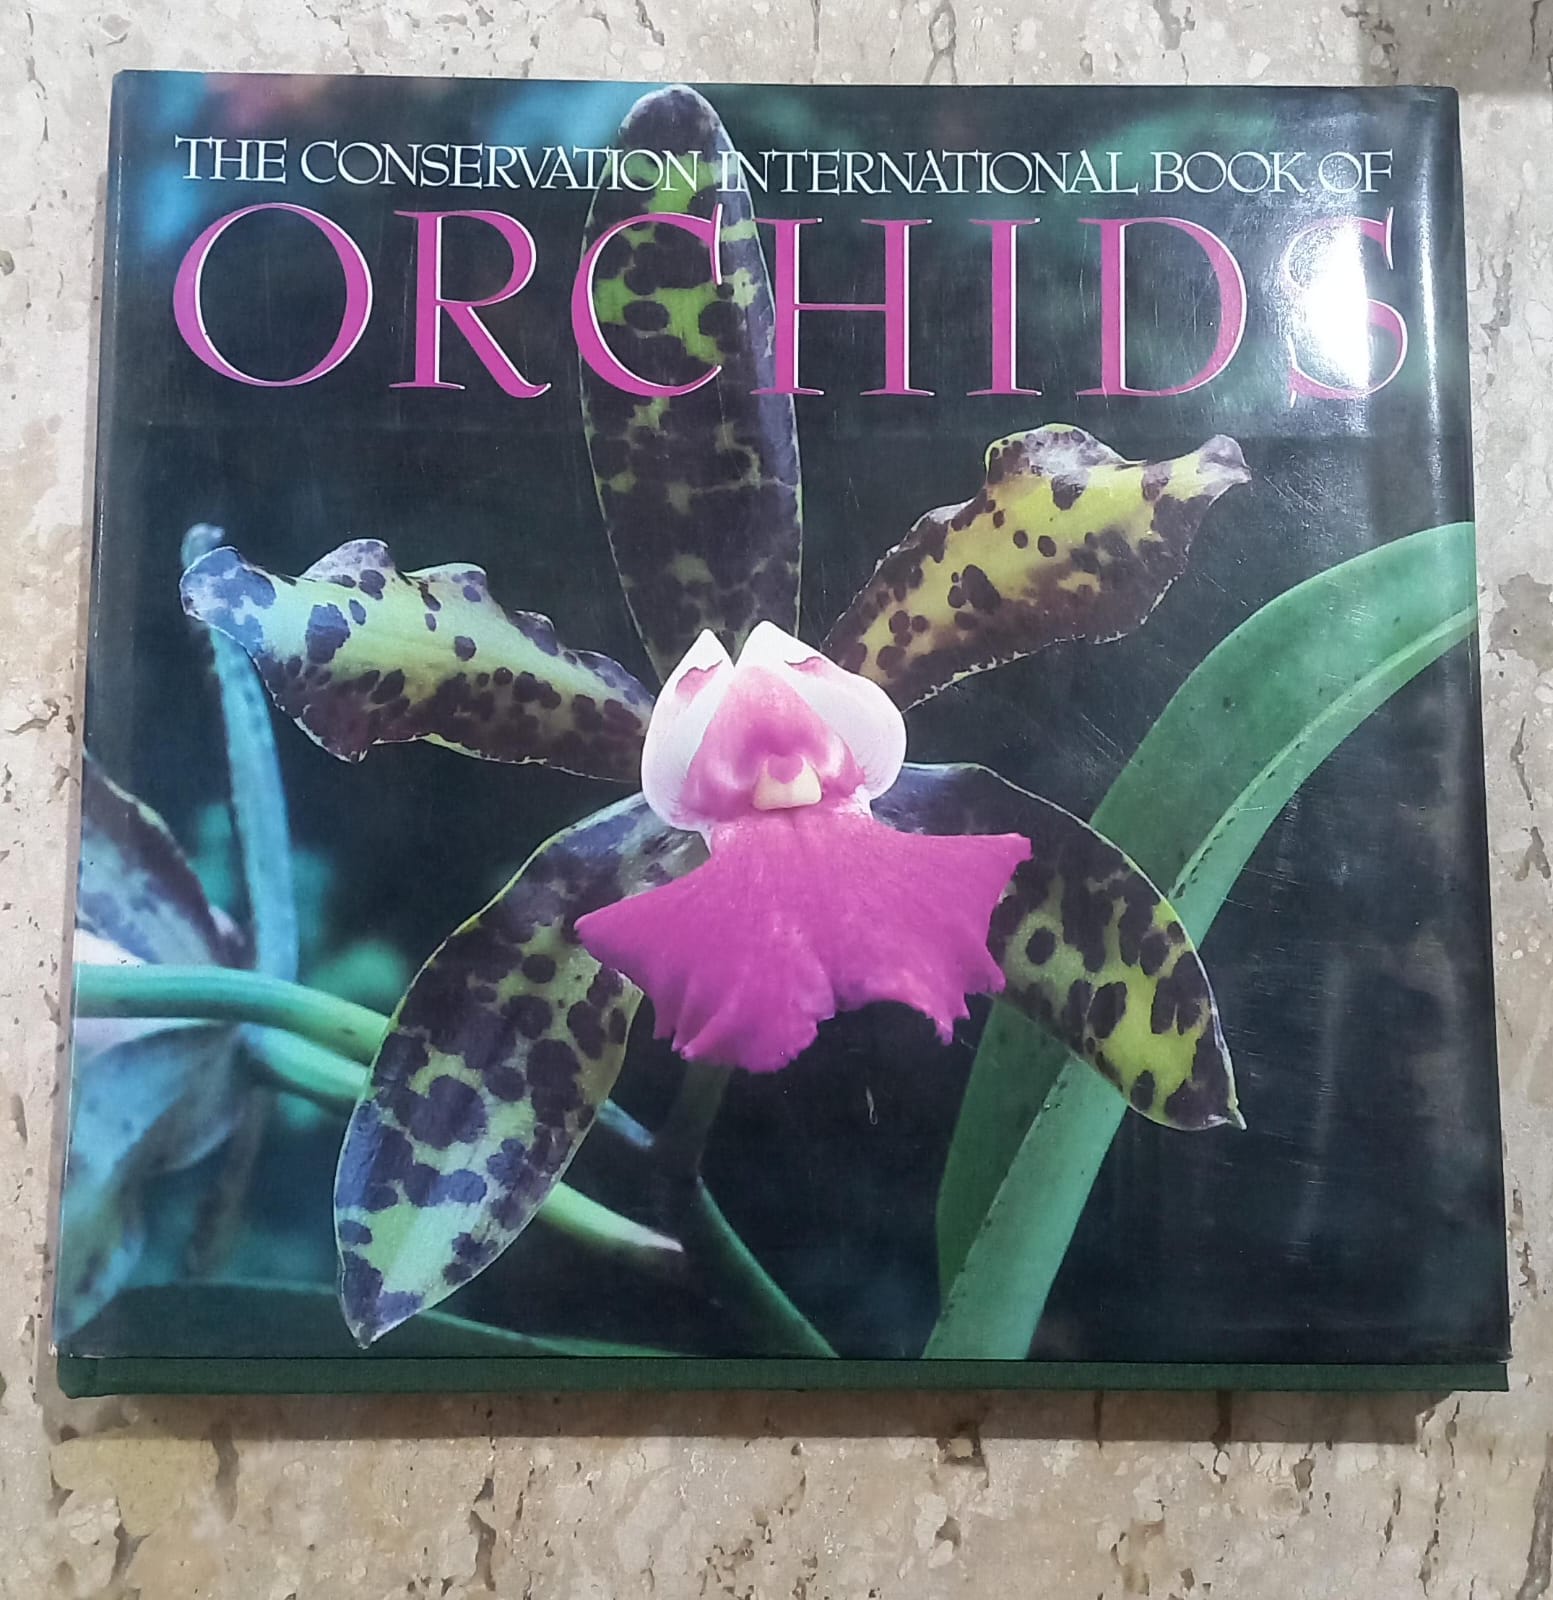 THE CONSERVATION INTERNATIONAL BOOK OF
ORCHIDS